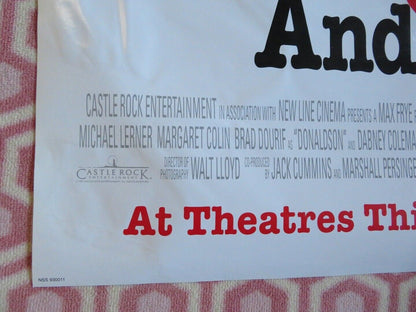 And
CASTLE ROCK ENTERTAINMENT IN ASSOCIATION WITH NEW LINE CINEMA PRESENTS A MAX FRYE
MICHAEL LERNER MARGARET COLIN BRAD DOURIF AS "DONALDSON" AND DABNEY COLEMA
DIRECTOR OF PHOTOGRAPHY WALT LLOYD CO-PRODUCED BY JACK CUMMINS AND MARSHALL PERSINGE
CASTLE ROCK
ENTERTAINMENT
At Theatres Thi
NSS 930011